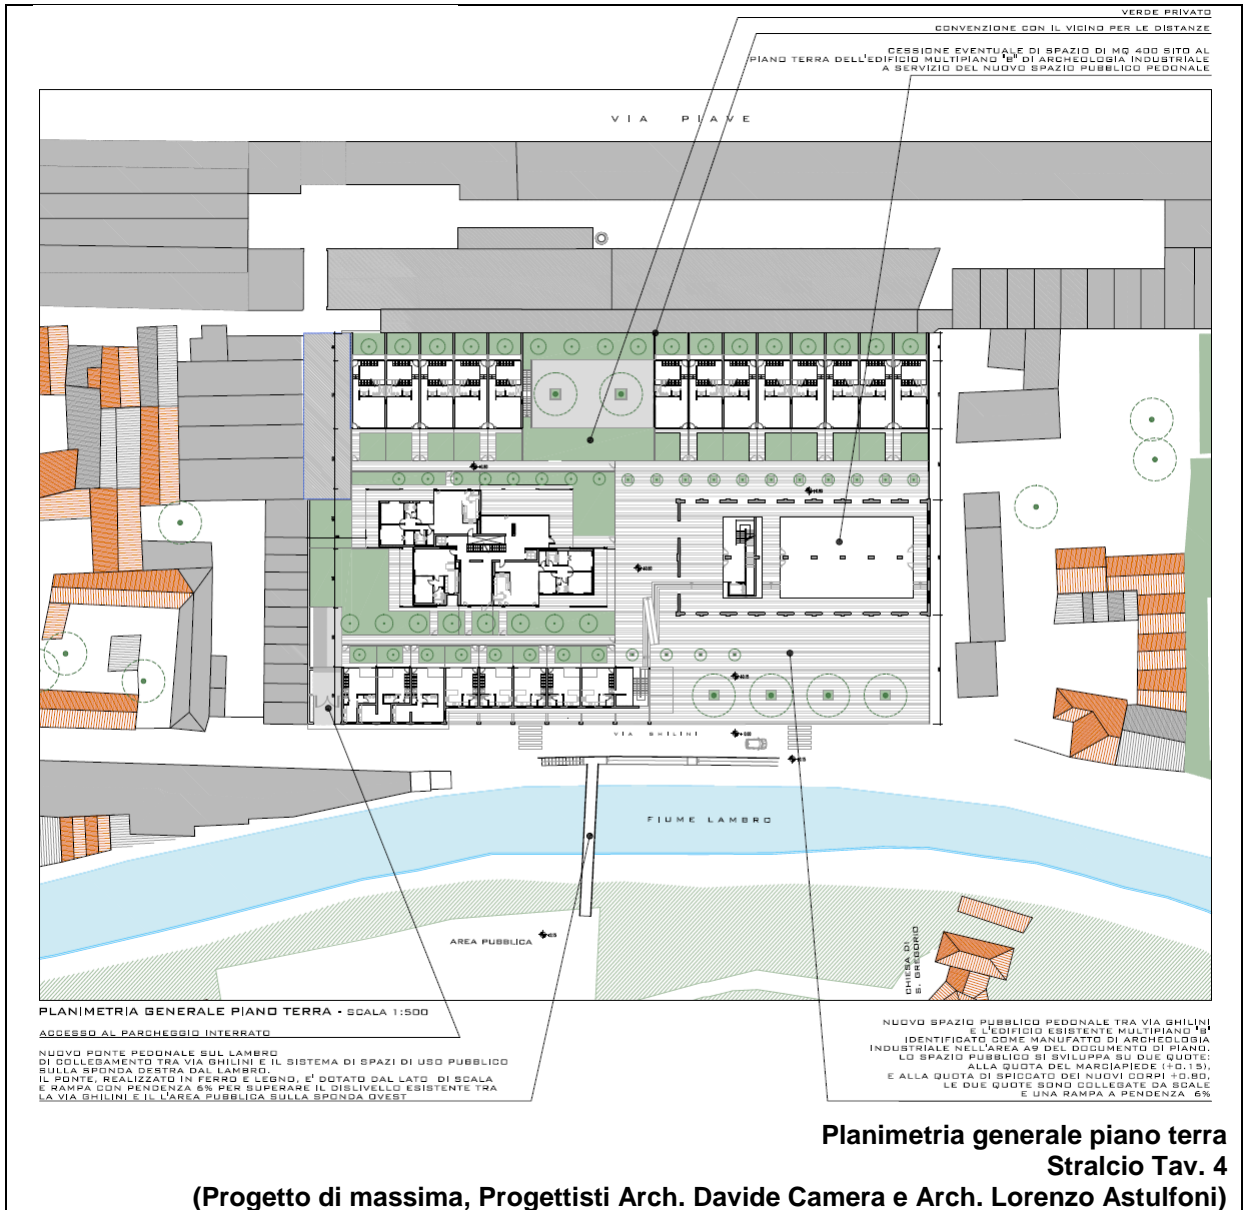 VERDE PRIVATO
CONVENZIONE CON IL VICINO PER LE DISTANZE
CESSIONE EVENTUALE DI SPAZIO DI MQ 400 SITO AL
PIANO TERRA DELL'EDIFICIO MULTIPIANO "B" DI ARCHEOLOGIA INDUSTRIALE
A SERVIZIO DEL NUOVO SPAZIO PUBBLICO PEDONALE
VIA PIAVE
VIA GHILINI
FIUME LAMBRO
AREA PUBBLICA
CHIESA DI
S. GREGORIO
PLANIMETRIA GENERALE PIANO TERRA - SCALA 1:500
ACCESSO AL PARCHEGGIO INTERRATO
NUOVO PONTE PEDONALE SUL LAMBRO
DI COLLEGAMENTO TRA VIA GHILINI E IL SISTEMA DI SPAZI DI USO PUBBLICO
SULLA SPONDA DESTRA DAL LAMBRO.
IL PONTE, REALIZZATO IN FERRO E LEGNO, E' DOTATO DAL LATO DI SCALA
E RAMPA CON PENDENZA 6% PER SUPERARE IL DISLIVELLO ESISTENTE TRA
LA VIA GHILINI E IL L'AREA PUBBLICA SULLA SPONDA OVEST
NUOVO SPAZIO PUBBLICO PEDONALE TRA VIA GHILINI
E L'EDIFICIO ESISTENTE MULTIPIANO "B"
IDENTIFICATO COME MANUFATTO DI ARCHEOLOGIA
INDUSTRIALE NELL'AREA A9 DEL DOCUMENTO DI PIANO.
LO SPAZIO PUBBLICO SI SVILUPPA SU DUE QUOTE:
ALLA QUOTA DEL MARCIAPIEDE (+0.15),
E ALLA QUOTA DI SPICCATO DEI NUOVI CORPI +0.80,
LE DUE QUOTE SONO COLLEGATE DA SCALE
E UNA RAMPA A PENDENZA 6%
Planimetria generale piano terra
Stralcio Tav. 4
(Progetto di massima, Progettisti Arch. Davide Camera e Arch. Lorenzo Astulfoni)